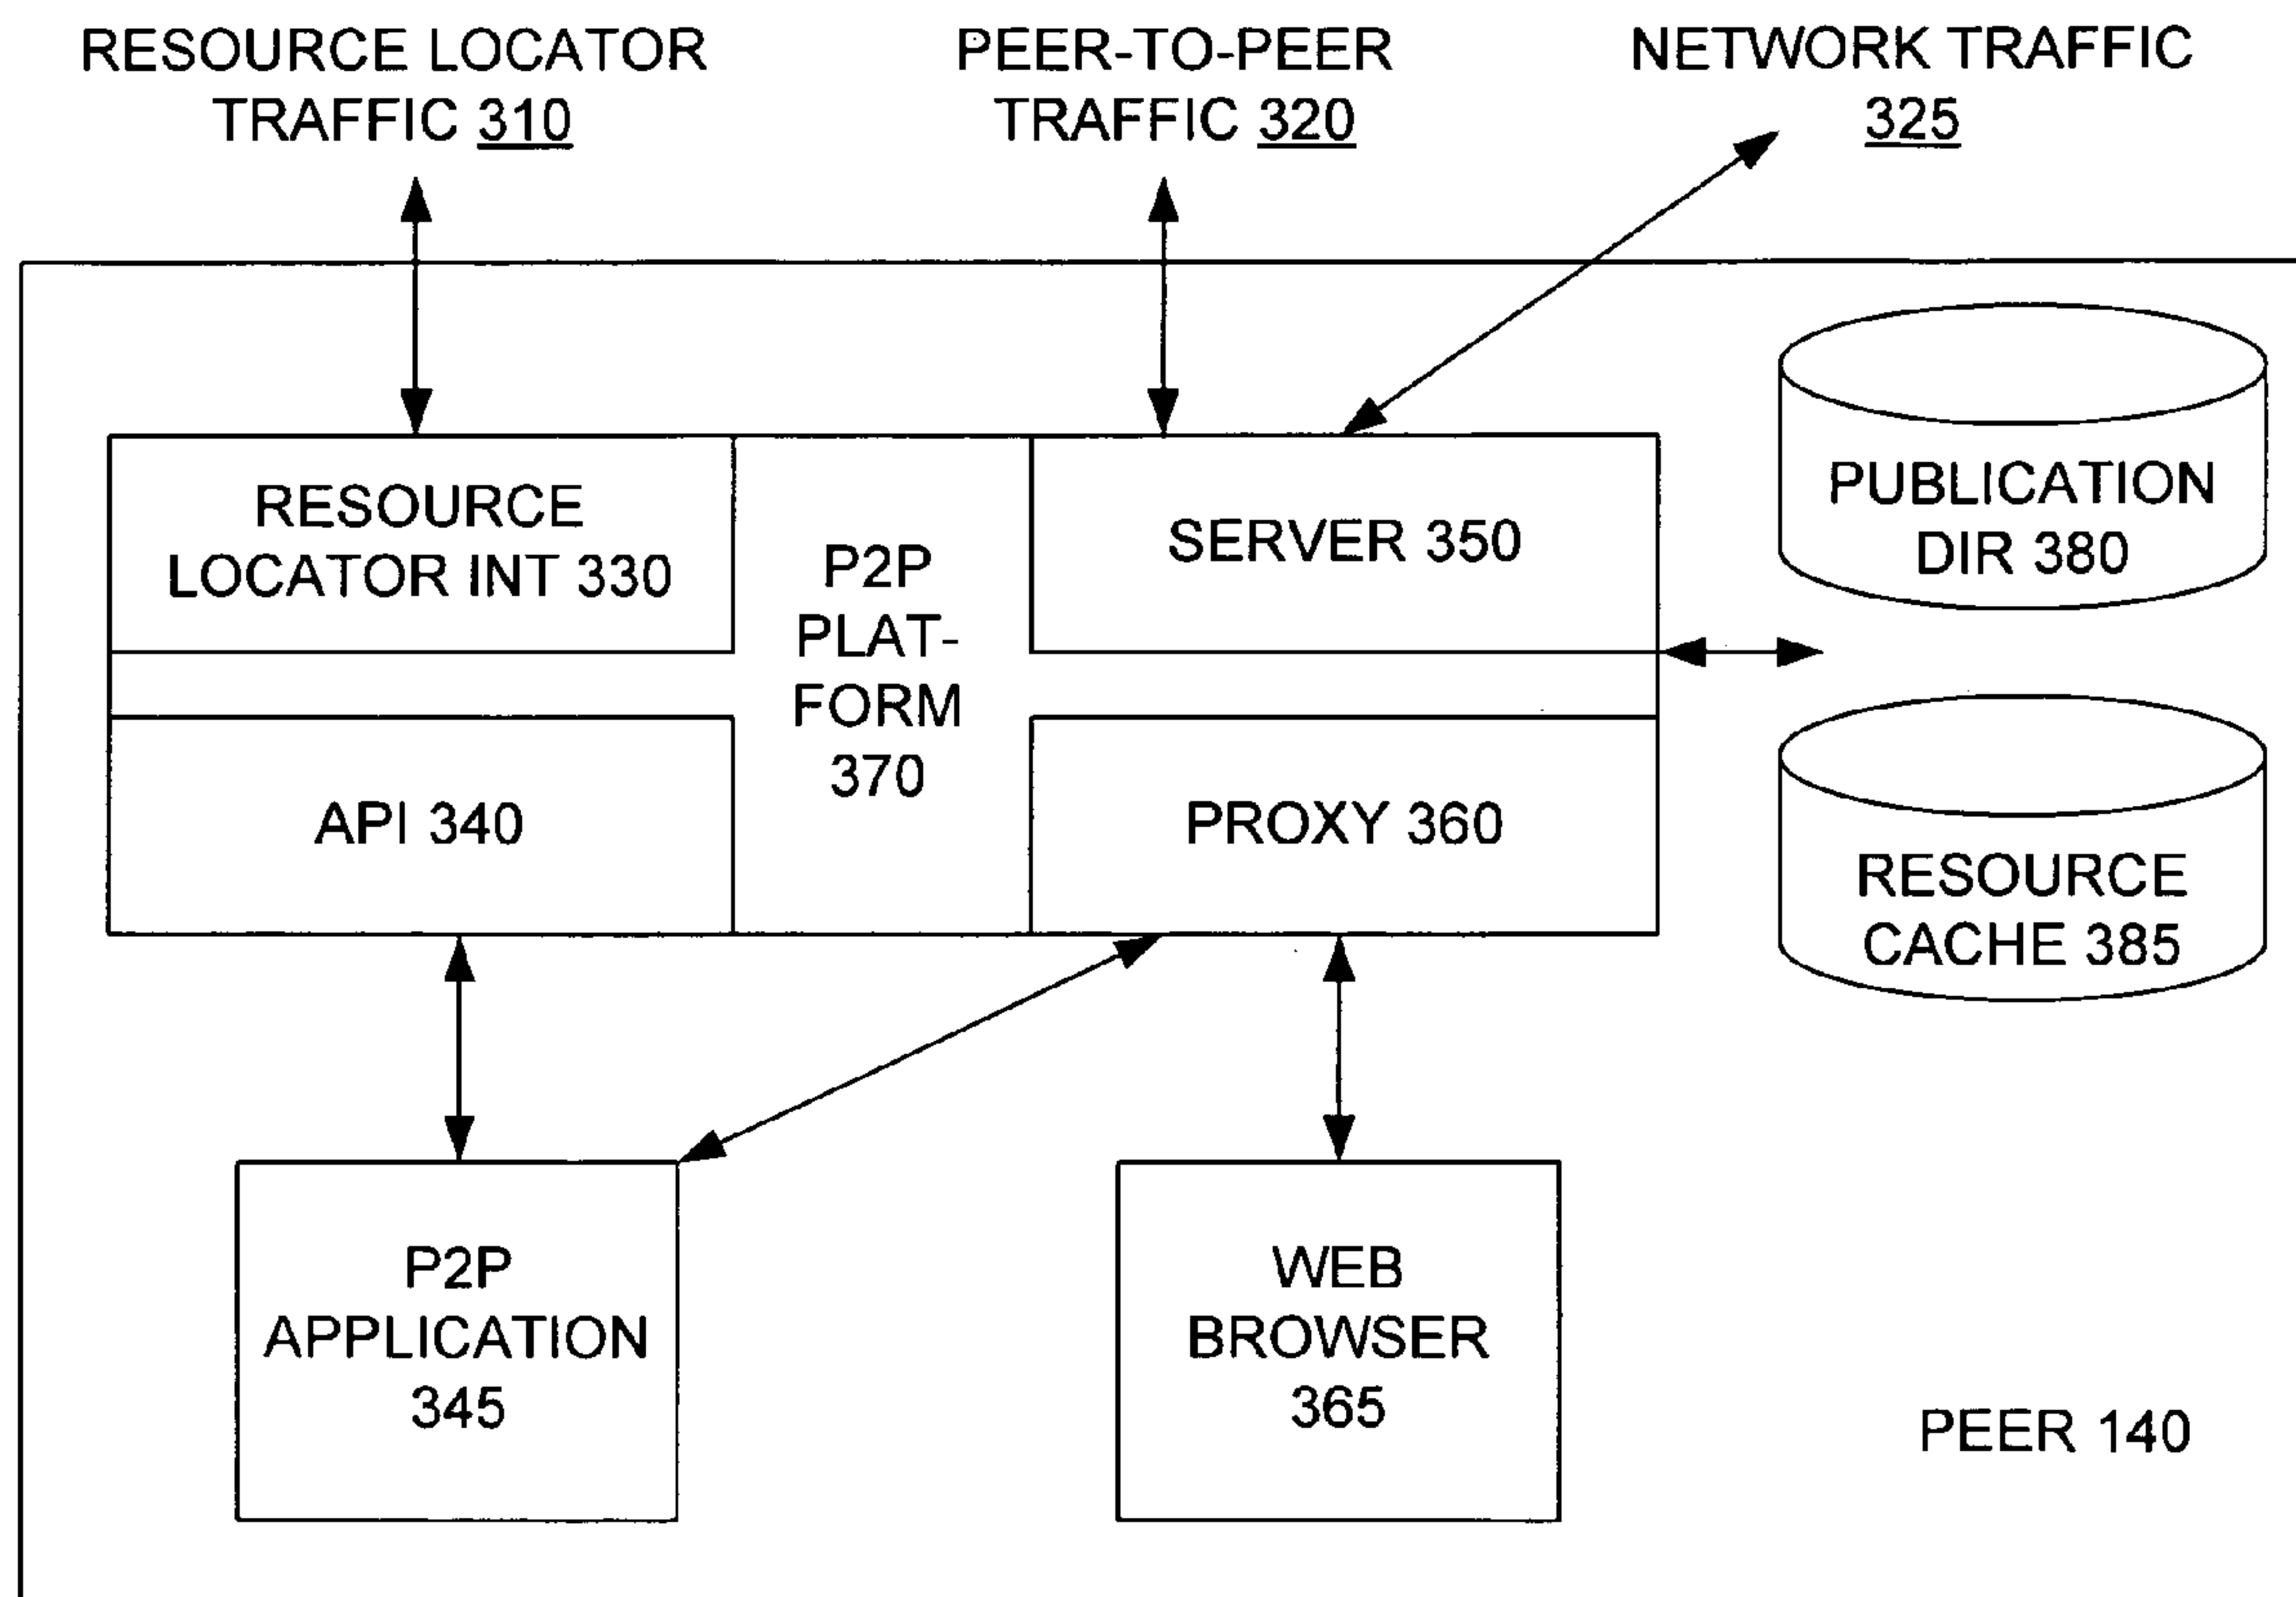 RESOURCE LOCATOR
TRAFFIC 310
PEER-TO-PEER
TRAFFIC 320
NETWORK TRAFFIC
325
RESOURCE
LOCATOR INT 330
P2P
PLAT-
FORM
370
SERVER 350
PUBLICATION
DIR 380
API 340
PROXY 360
RESOURCE
CACHE 385
P2P
APPLICATION
345
WEB
BROWSER
365
PEER 140